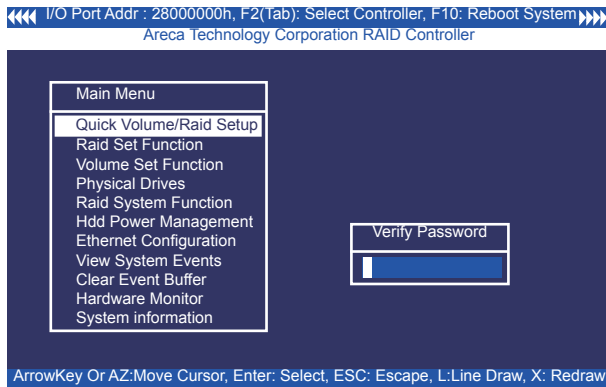 I/O Port Addr : 28000000h, F2(Tab): Select Controller, F10: Reboot System
Areca Technology Corporation RAID Controller
Main Menu
Quick Volume/Raid Setup
Raid Set Function
Volume Set Function
Physical Drives
Raid System Function
Hdd Power Management
Ethernet Configuration
View System Events
Clear Event Buffer
Hardware Monitor
System information
Verify Password
ArrowKey Or AZ:Move Cursor, Enter: Select, ESC: Escape, L:Line Draw, X: Redraw